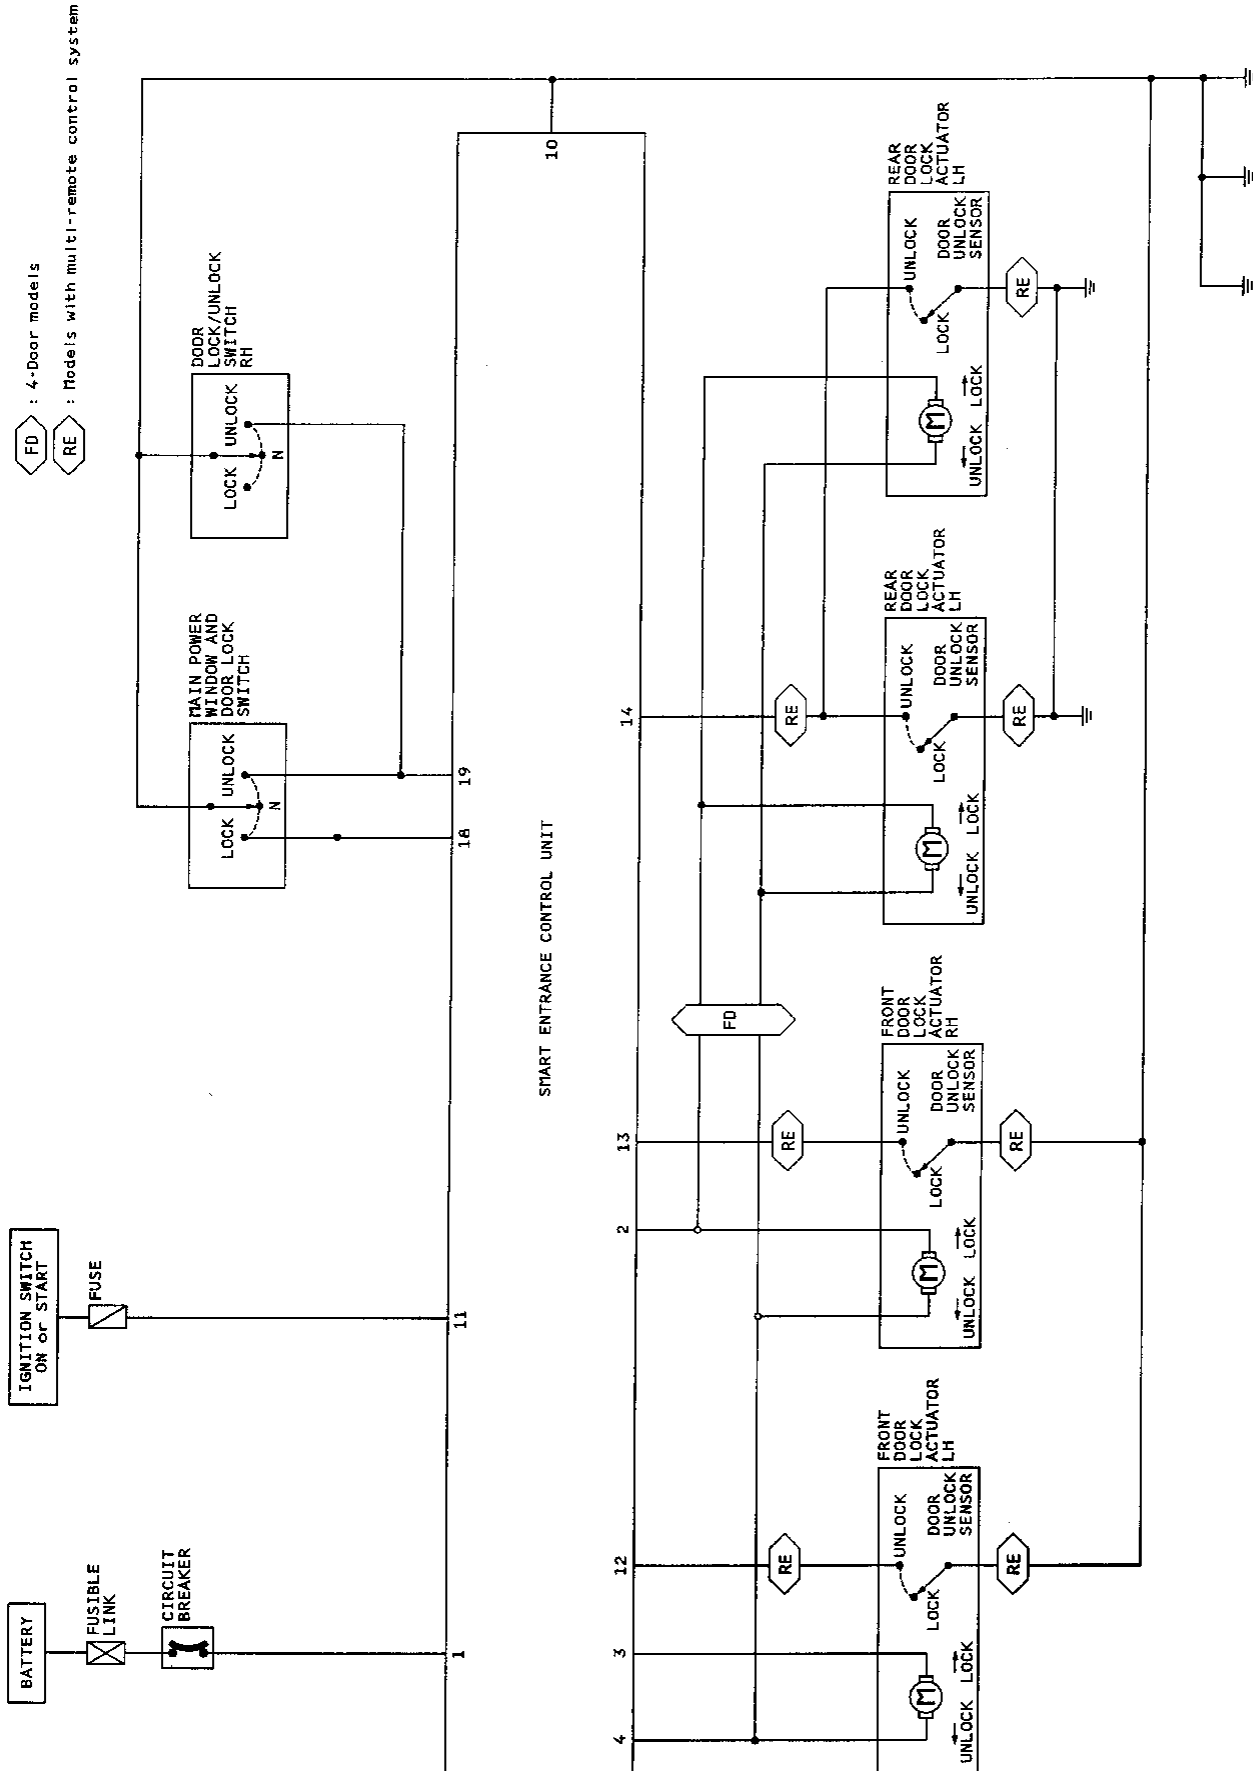 FD : 4-Door models
RE : Models with multi-remote control system
BATTERY
FUSIBLE
LINK
CIRCUIT
BREAKER
1
IGNITION SWITCH
ON or START
FUSE
11
MAIN POWER
WINDOW AND
DOOR LOCK
SWITCH
LOCK
UNLOCK
N
18
19
DOOR
LOCK/UNLOCK
SWITCH
RH
LOCK
UNLOCK
N
10
SMART ENTRANCE CONTROL UNIT
4
3
12
2
13
14
RE
FD
RE
RE
FRONT
DOOR
LOCK
ACTUATOR
LH
UNLOCK
DOOR
UNLOCK
SENSOR
LOCK
M
UNLOCK
LOCK
RE
FRONT
DOOR
LOCK
ACTUATOR
RH
UNLOCK
DOOR
UNLOCK
SENSOR
LOCK
M
UNLOCK
LOCK
RE
REAR
DOOR
LOCK
ACTUATOR
LH
UNLOCK
DOOR
UNLOCK
SENSOR
LOCK
M
UNLOCK
LOCK
RE
REAR
DOOR
LOCK
ACTUATOR
LH
UNLOCK
DOOR
UNLOCK
SENSOR
LOCK
M
UNLOCK
LOCK
RE